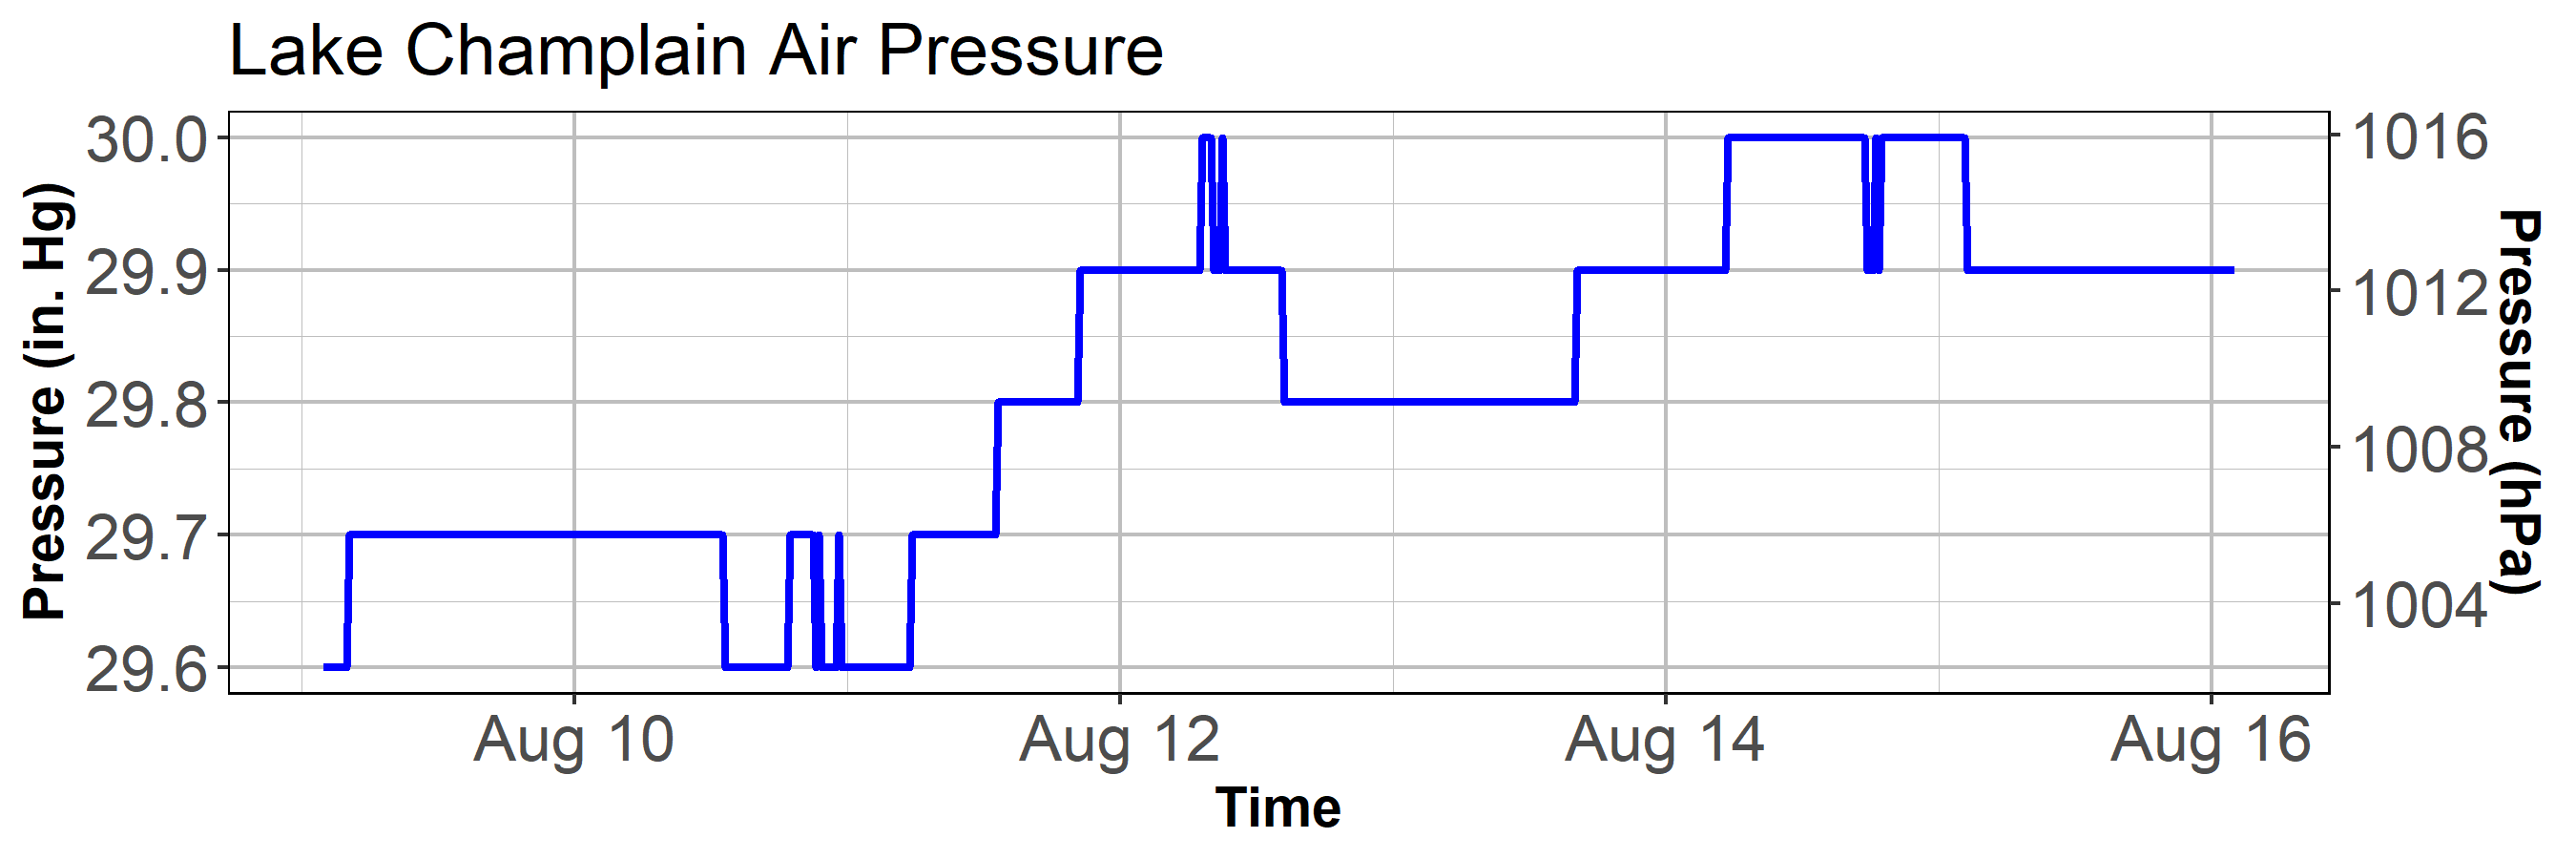 Lake Champlain Air Pressure
Pressure (in. Hg)
30.0
29.9
29.8
29.7
29.6
1016
1012
1008
1004
Pressure (hPa)
Aug 10 Aug 12 Aug 14 Aug 16
Time